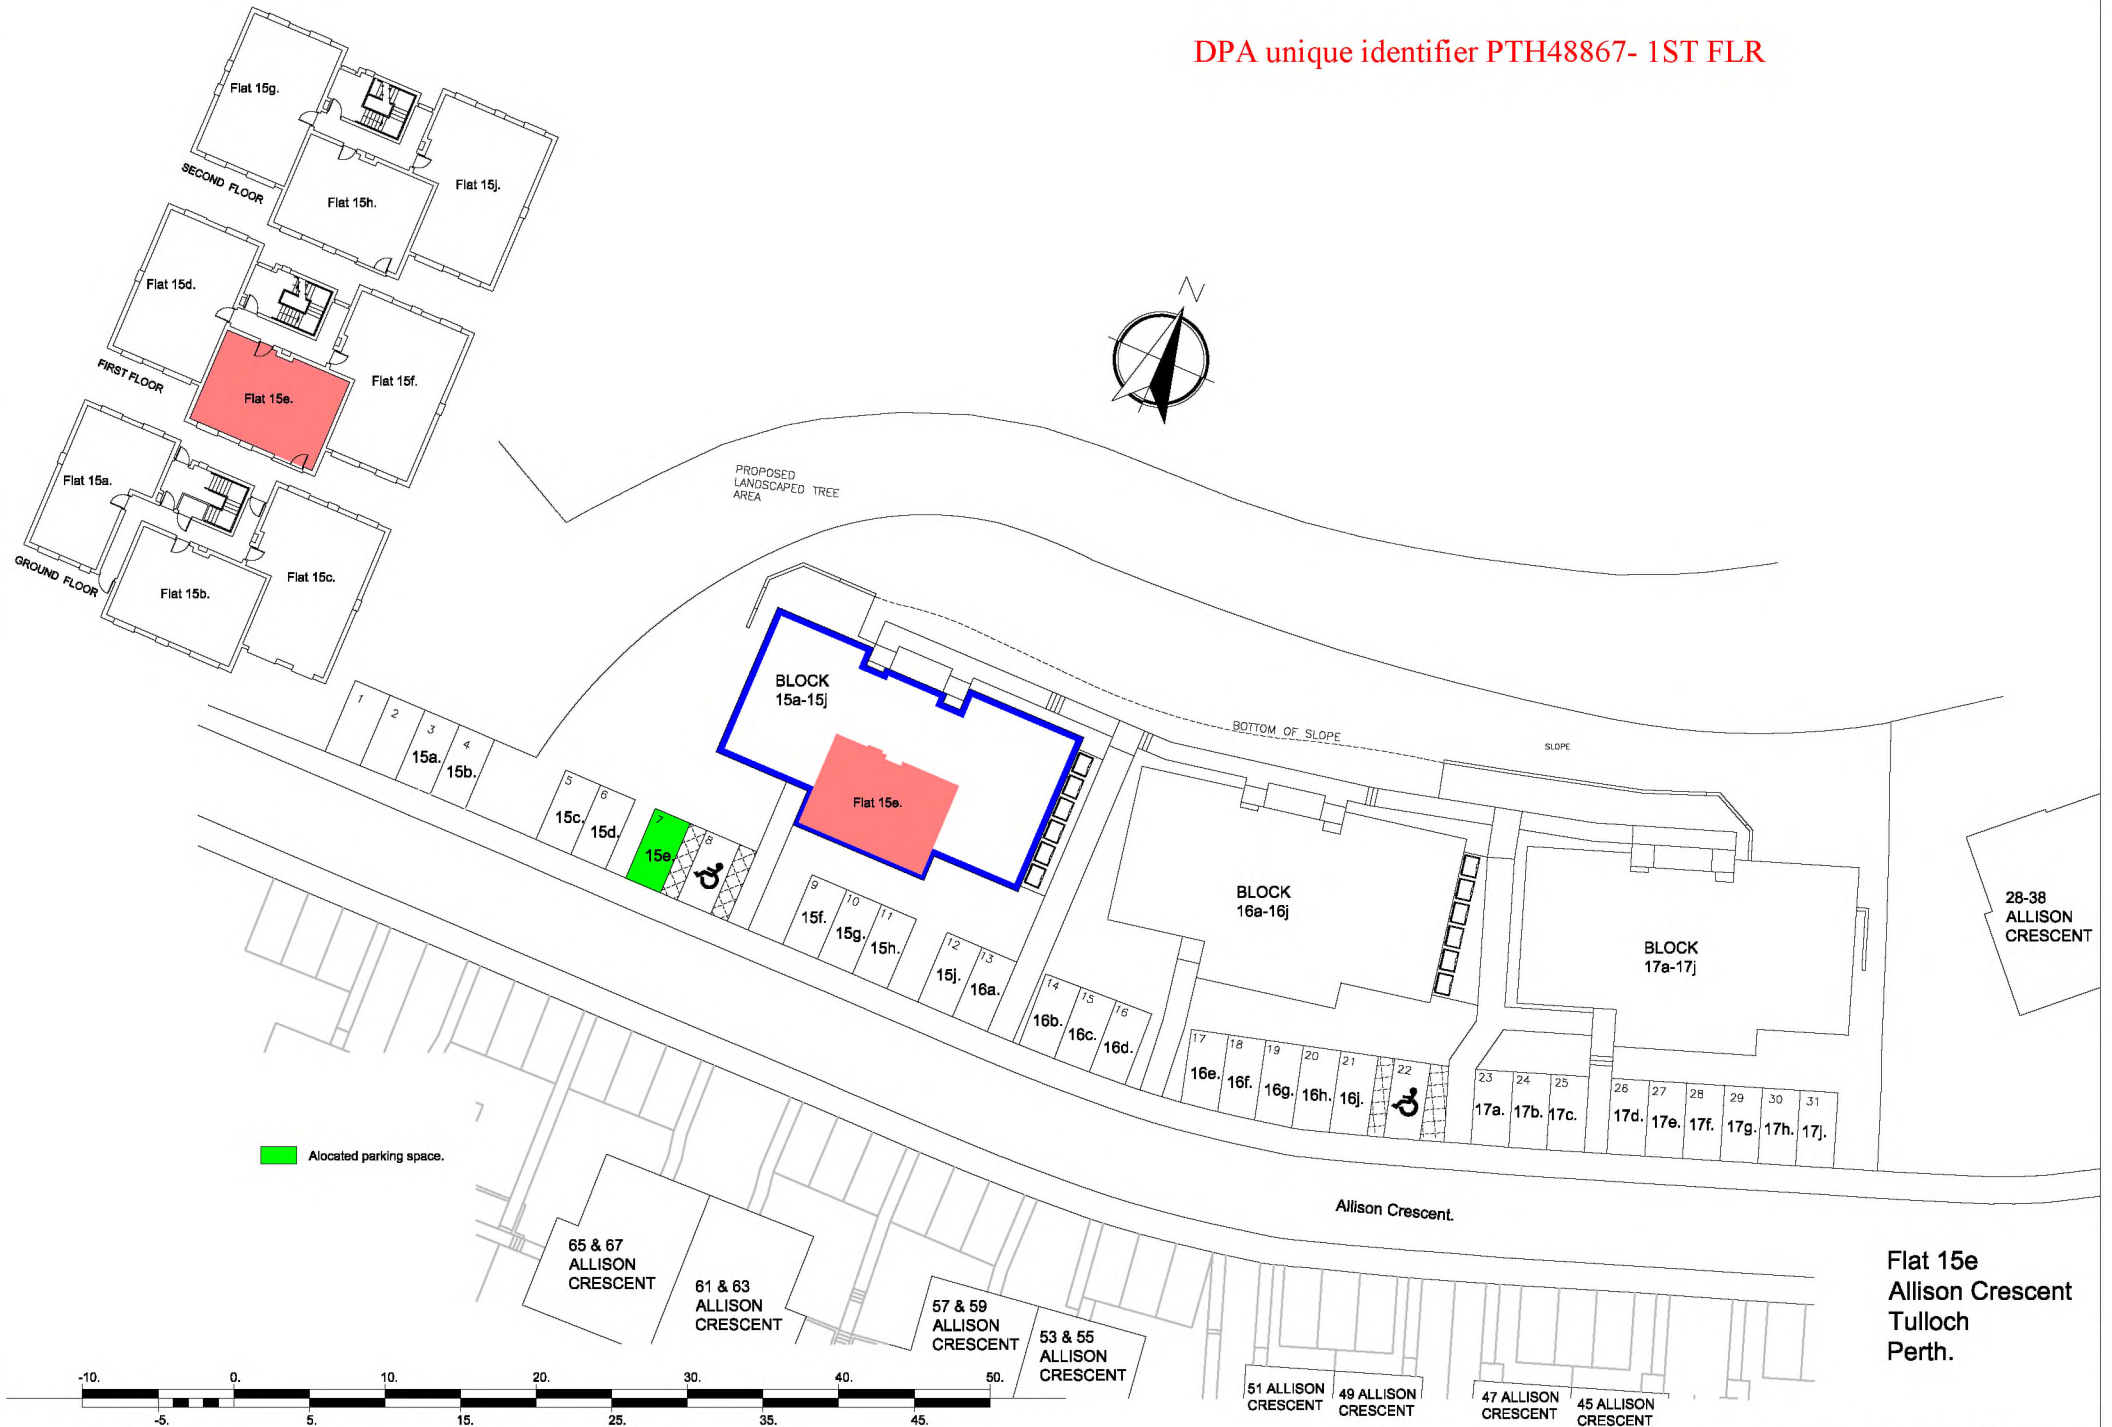 DPA unique identifier PTH48867- 1ST FLR
Flat 15g.
Flat 15j.
Flat 15h.
SECOND FLOOR
Flat 15d.
Flat 15f.
Flat 15e.
FIRST FLOOR
Flat 15a.
Flat 15c.
Flat 15b.
GROUND FLOOR
N
PROPOSED
LANDSCAPED TREE
AREA
BLOCK
15a-15j
Flat 15e.
BOTTOM OF SLOPE
SLOPE
BLOCK
16a-16j
BLOCK
17a-17j
28-38
ALLISON
CRESCENT
1
2
3
15a.
4
15b.
5
15c.
6
15d.
7
15e.
8
9
15f.
10
15g.
11
15h.
12
15j.
13
16a.
14
16b.
15
16c.
16
16d.
17
16e.
18
16f.
19
16g.
20
16h.
21
16j.
22
23
17a.
24
17b.
25
17c.
26
17d.
27
17e.
28
17f.
29
17g.
30
17h.
31
17j.
Alocated parking space.
Allison Crescent.
65 & 67
ALLISON
CRESCENT
61 & 63
ALLISON
CRESCENT
57 & 59
ALLISON
CRESCENT
53 & 55
ALLISON
CRESCENT
51 ALLISON
CRESCENT
49 ALLISON
CRESCENT
47 ALLISON
CRESCENT
45 ALLISON
CRESCENT
Flat 15e
Allison Crescent
Tulloch
Perth.
-10. 0. 10. 20. 30. 40. 50.
-5. 5. 15. 25. 35. 45.